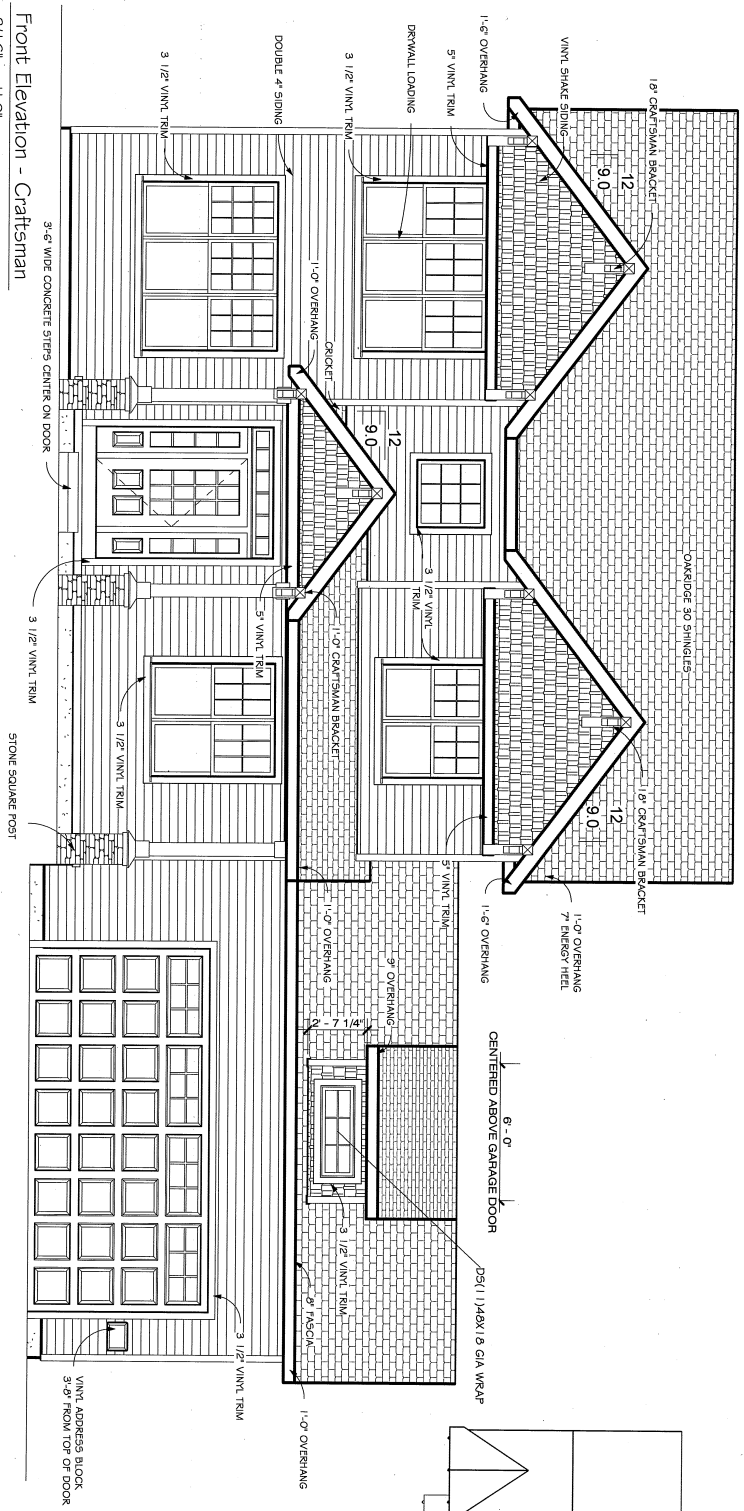 18" CRAFTSMAN BRACKET
VINYL SHAKE SIDING
1'-6" OVERHANG
5" VINYL TRIM
DRYWALL LOADING
3 1/2" VINYL TRIM
DOUBLE 4" SIDING
3 1/2" VINYL TRIM
12
9.0
OAKRIDGE 30 SHINGLES
12
9.0
18" CRAFTSMAN BRACKET
1'-0" OVERHANG
7" ENERGY HEEL
1'-6" OVERHANG
5" VINYL TRIM
6' - 0"
CENTERED ABOVE GARAGE DOOR
DS(11)48X18 GIA WRAP
9" OVERHANG
2' - 7 1/4"
3 1/2" VINYL TRIM
8" FASCIA
1'-0" OVERHANG
1'-0" OVERHANG
CRICKET
1'-0" OVERHANG
12
9.0
3 1/2" VINYL
TRIM
1'-0" CRAFTSMAN BRACKET
5" VINYL TRIM
3 1/2" VINYL TRIM
3 1/2" VINYL TRIM
3'-6" WIDE CONCRETE STEPS CENTER ON DOOR
3 1/2" VINYL TRIM
STONE SQUARE POST
VINYL ADDRESS BLOCK
3'-8" FROM TOP OF DOOR
Front Elevation - Craftsman